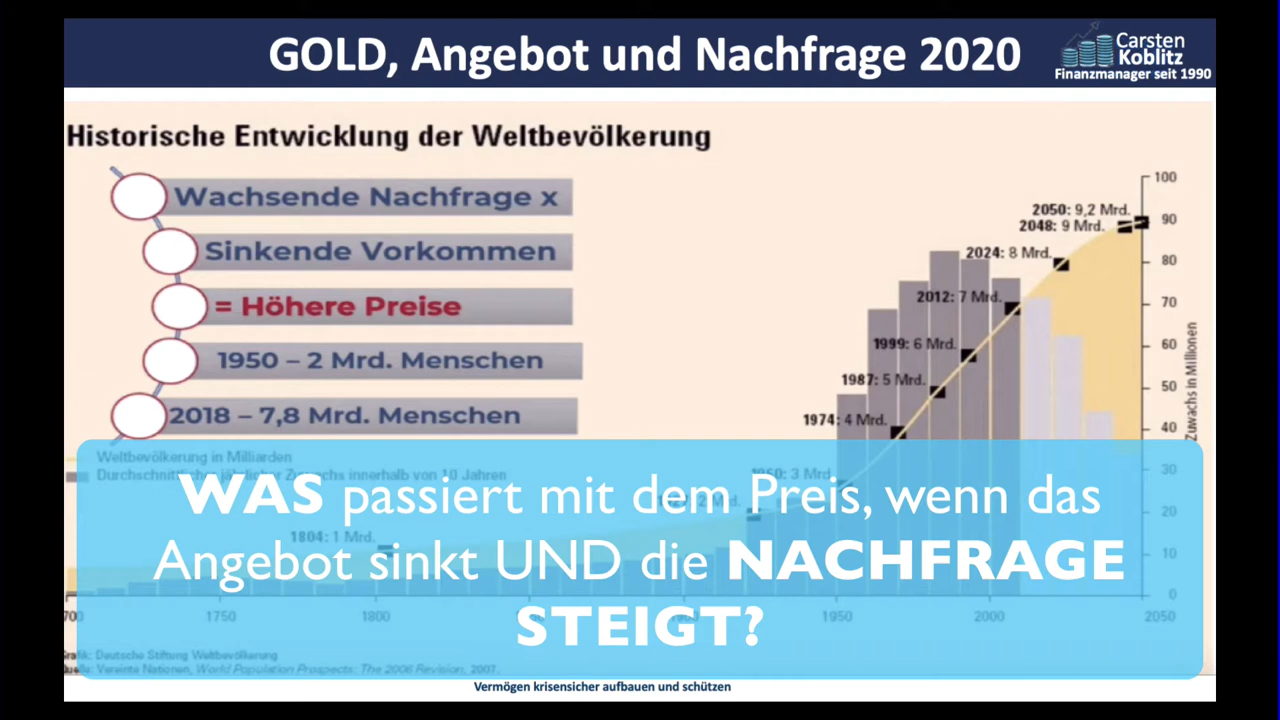 GOLD, Angebot und Nachfrage 2020
Carsten
Koblitz
Finanzmanager seit 1990
Historische Entwicklung der Weltbevölkerung
Wachsende Nachfrage x
Sinkende Vorkommen
= Höhere Preise
1950 – 2 Mrd. Menschen
2018 – 7,8 Mrd. Menschen
100
90
80
70
60
50
40
30
20
10
0
Zuwachs in Millionen
2050: 9,2 Mrd.
2048: 9 Mrd.
2024: 8 Mrd.
2012: 7 Mrd.
1999: 6 Mrd.
1987: 5 Mrd.
1974: 4 Mrd.
1960: 3 Mrd.
1804: 1 Mrd.
Weltbevölkerung in Milliarden
Durchschnittlicher jährlicher Zuwachs innerhalb von 10 Jahren
WAS passiert mit dem Preis, wenn das
Angebot sinkt UND die NACHFRAGE
STEIGT?
700 1750 1800 1900 1950 2000 2050
Grafik: Deutsche Stiftung Weltbevölkerung
Quelle: Vereinte Nationen, World Population Prospects: The 2006 Revision, 2007.
Vermögen krisensicher aufbauen und schützen